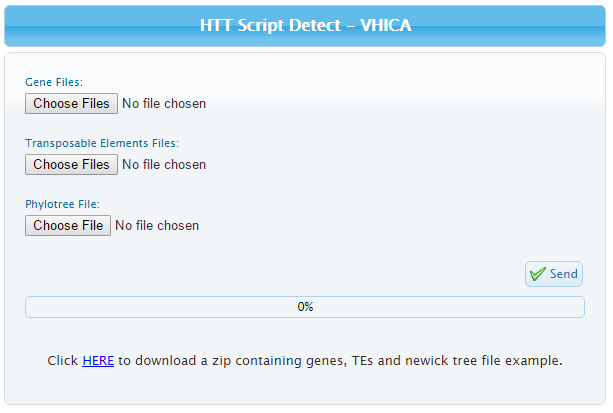 HTT Script Detect - VHICA
Gene Files:
Choose Files No file chosen
Transposable Elements Files:
Choose Files No file chosen
Phylotree File:
Choose File No file chosen
Send
0%
Click HERE to download a zip containing genes, TEs and newick tree file example.